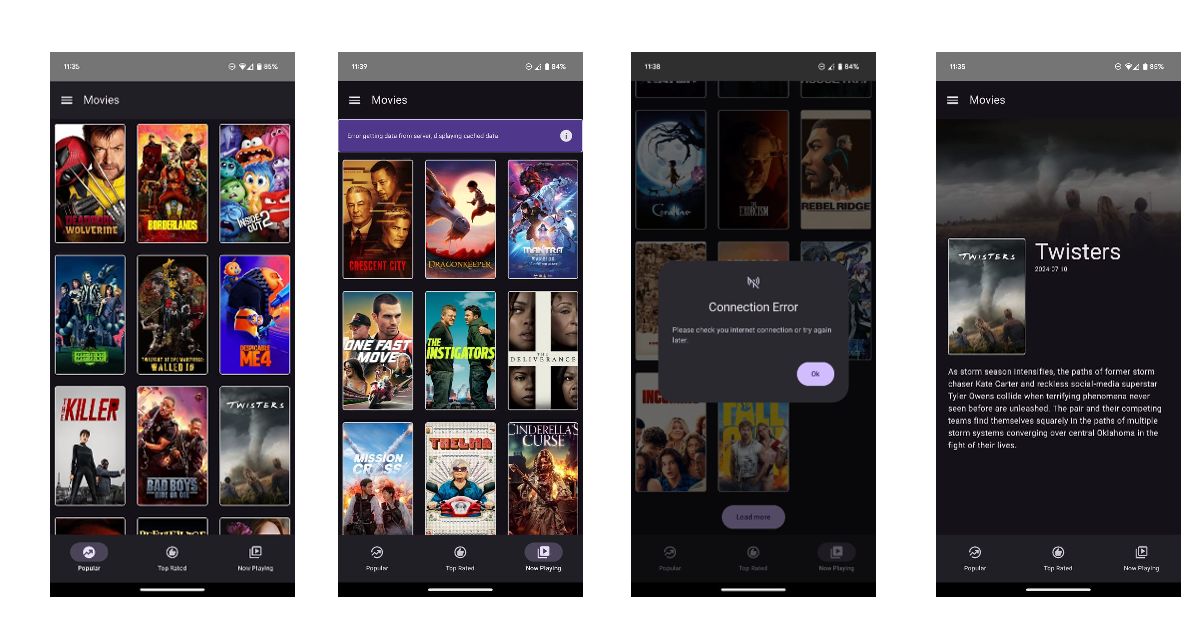 11:35
85%
Movies
DEADPOOL
WOLVERINE
BORDERLANDS
INSIDE
OUT 2
WALLED IN
DESPICABLE
ME4
THE
KILLER
BAD BOYS
RIDE OR DIE
TWISTERS
Popular
Top Rated
Now Playing
11:39
84%
Movies
Error getting data from server, displaying cached data
CRESCENT CITY
DRAGONKEEPER
MANTRA
WARRIOR
ONE FAST
MOVE
THE
INSTIGATORS
THE
DELIVERANCE
MISSION
CROSS
THELMA
CINDERELLA'S
CURSE
Popular
Top Rated
Now Playing
11:38
84%
Coraline
THE
EXORCISM
REBEL RIDGE
Connection Error
Please check you internet connection or try again
later.
Ok
FALL
Load more
Popular
Top Rated
Now Playing
11:35
85%
Movies
TWISTERS
Twisters
2024-07-10
As storm season intensifies, the paths of former storm
chaser Kate Carter and reckless social-media superstar
Tyler Owens collide when terrifying phenomena never
seen before are unleashed. The pair and their competing
teams find themselves squarely in the paths of multiple
storm systems converging over central Oklahoma in the
fight of their lives.
Popular
Top Rated
Now Playing